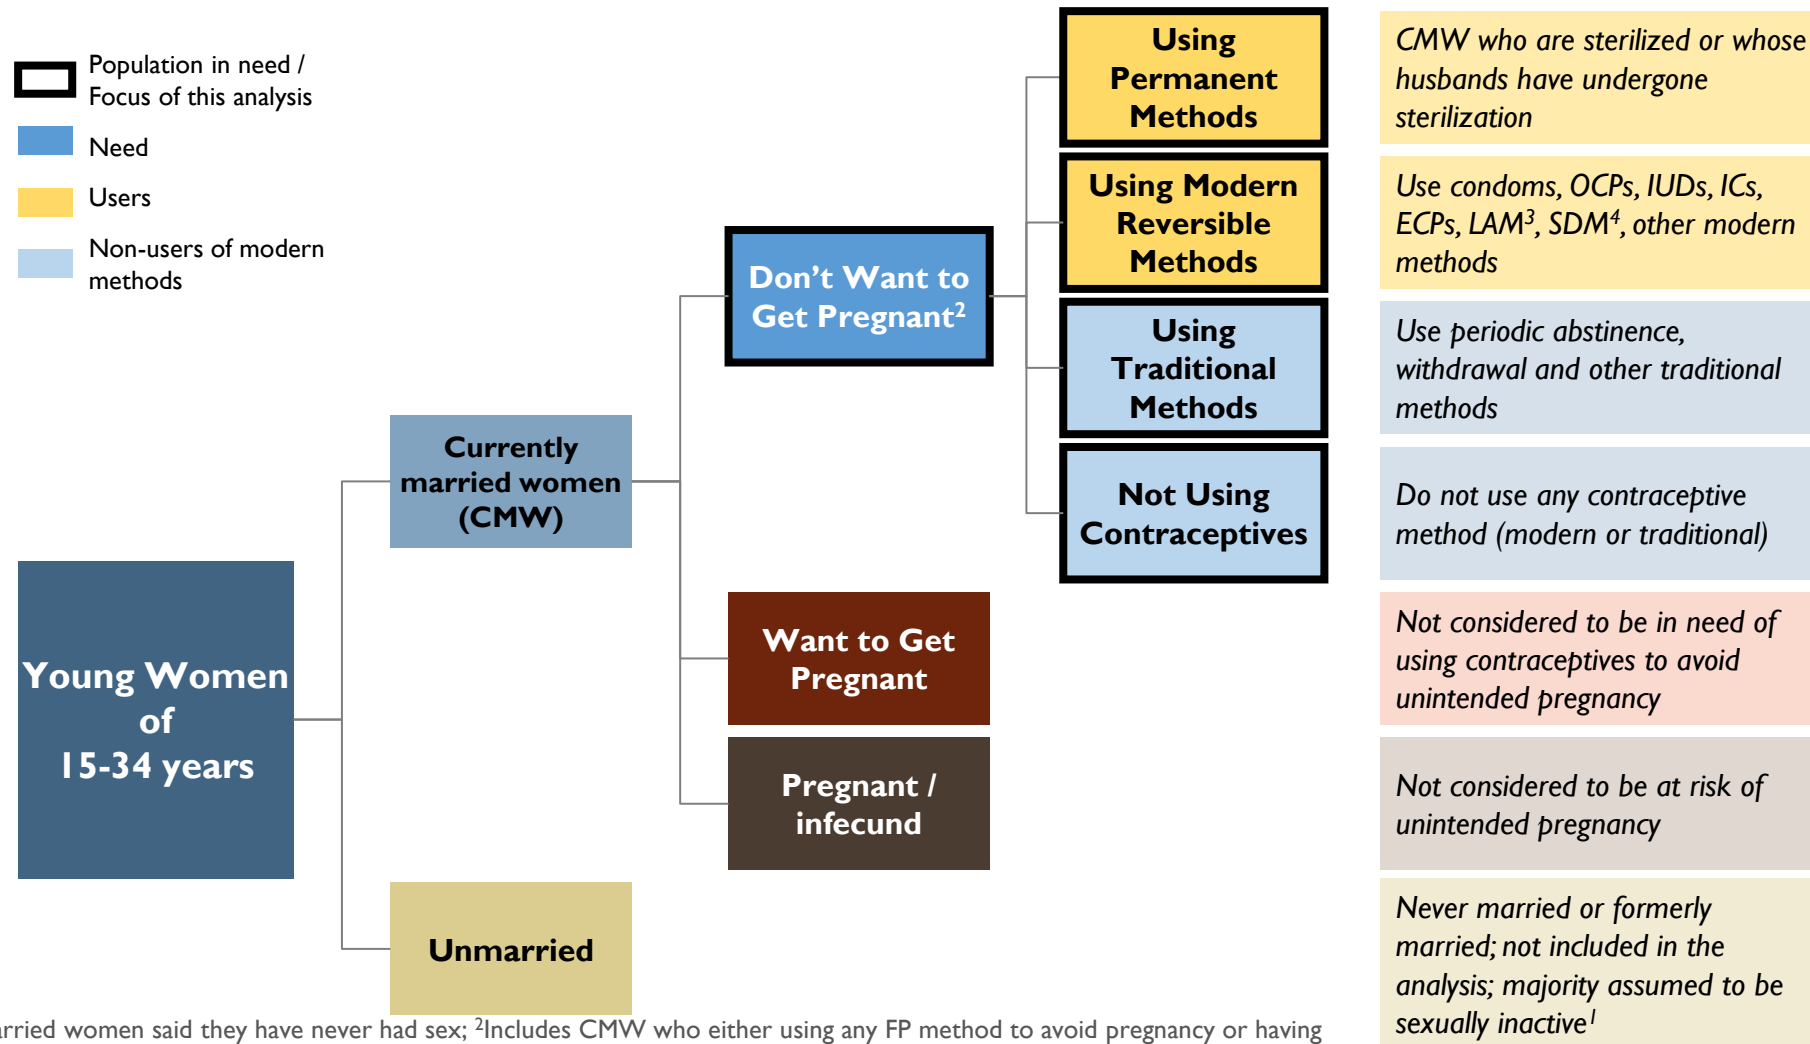 Population in need /
Focus of this analysis
Need
Users
Non-users of modern
methods
Young Women
of
15-34 years
Currently
married women
(CMW)
Unmarried
Don't Want to
Get Pregnant²
Want to Get
Pregnant
Pregnant /
infecund
Using
Permanent
Methods
Using Modern
Reversible
Methods
Using
Traditional
Methods
Not Using
Contraceptives
CMW who are sterilized or whose
husbands have undergone
sterilization
Use condoms, OCPs, IUDs, ICs,
ECPs, LAM³, SDM⁴, other modern
methods
Use periodic abstinence,
withdrawal and other traditional
methods
Do not use any contraceptive
method (modern or traditional)
Not considered to be in need of
using contraceptives to avoid
unintended pregnancy
Not considered to be at risk of
unintended pregnancy
Never married or formerly
married; not included in the
analysis; majority assumed to be
sexually inactive¹
women said they have never had sex; ²Includes CMW who either using any FP method to avoid pregnancy or having